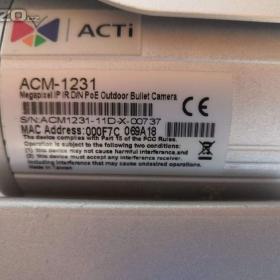 ACTi
ACM-1231
Megapixel IP IR D/N PoE Outdoor Bullet Camera
S/N:ACM1231-11D-X-00737
MAC Address:000F7C 069A18
The device complies with Part 15 of the FCC Rules.
Operation is subject to the following two conditions:
(1) this device may not cause harmful interference,and
(2) this device must accept any interference received,
including interference that may cause undesired operation.
Made in Taiwan
CE